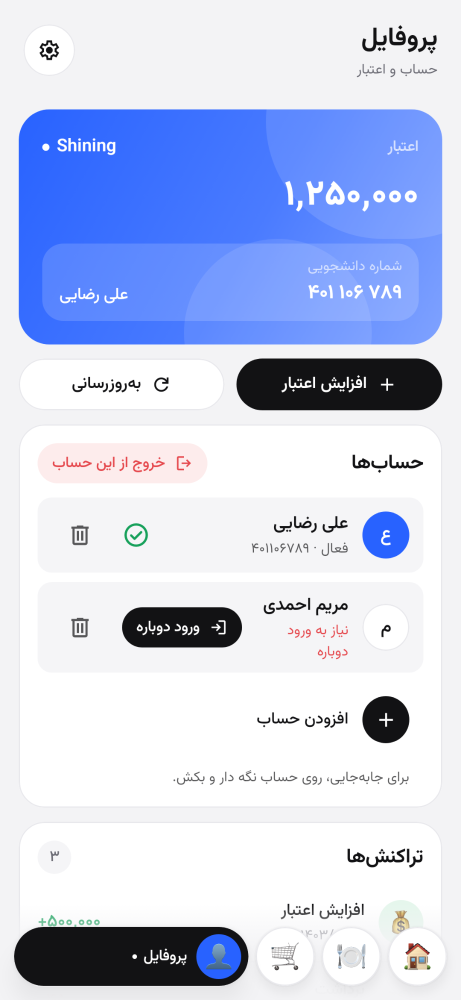 پروفایل
حساب و اعتبار
اعتبار
Shining
۱,۲۵۰,۰۰۰
شماره دانشجویی
۴۰۱ ۱۰۶ ۷۸۹
علی رضایی
افزایش اعتبار
به‌روزرسانی
حساب‌ها
خروج از این حساب
ع
علی رضایی
فعال · ۴۰۱۱۰۶۷۸۹
م
مریم احمدی
نیاز به ورود
دوباره
ورود دوباره
افزودن حساب
برای جابه‌جایی، روی حساب نگه دار و بکش.
تراکنش‌ها
۳
افزایش اعتبار
+۵۰۰,۰۰۰
پروفایل